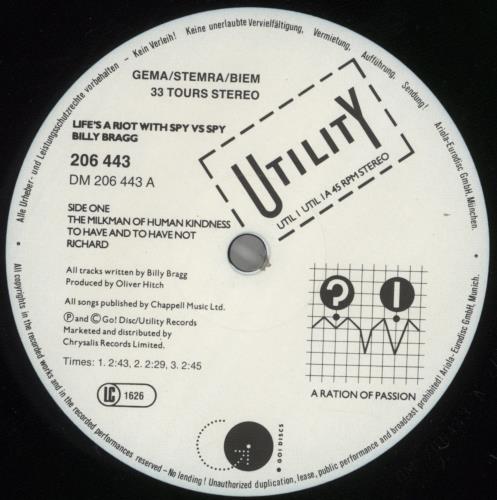 Alle Urheber- und Leistungsschutzrechte vorbehalten - Kein Verleih! Keine unerlaubte Vervielfältigung, Vermietung, Aufführung, Sendung! Ariola-Eurodisc GmbH, München.
GEMA/STEMRA/BIEM
33 TOURS STEREO
LIFE'S A RIOT WITH SPY VS SPY
BILLY BRAGG
206 443
DM 206 443 A
UTILITY
UTIL 1 UTIL 1 A 45 RPM STEREO
SIDE ONE
THE MILKMAN OF HUMAN KINDNESS
TO HAVE AND TO HAVE NOT
RICHARD
All tracks written by Billy Bragg
Produced by Oliver Hitch
All songs published by Chappell Music Ltd.
Ⓟ and © Go! Disc/Utility Records
Marketed and distributed by
Chrysalis Records Limited.
Times: 1. 2:43, 2. 2:29, 3. 2:45
LC 1626
? !
A RATION OF PASSION
GO! DISCS
All copyrights in the recorded works and in the recorded performances reserved - No lending! Unauthorized duplication, lease, public performance and broadcast prohibited! Ariola-Eurodisc GmbH, Munich.